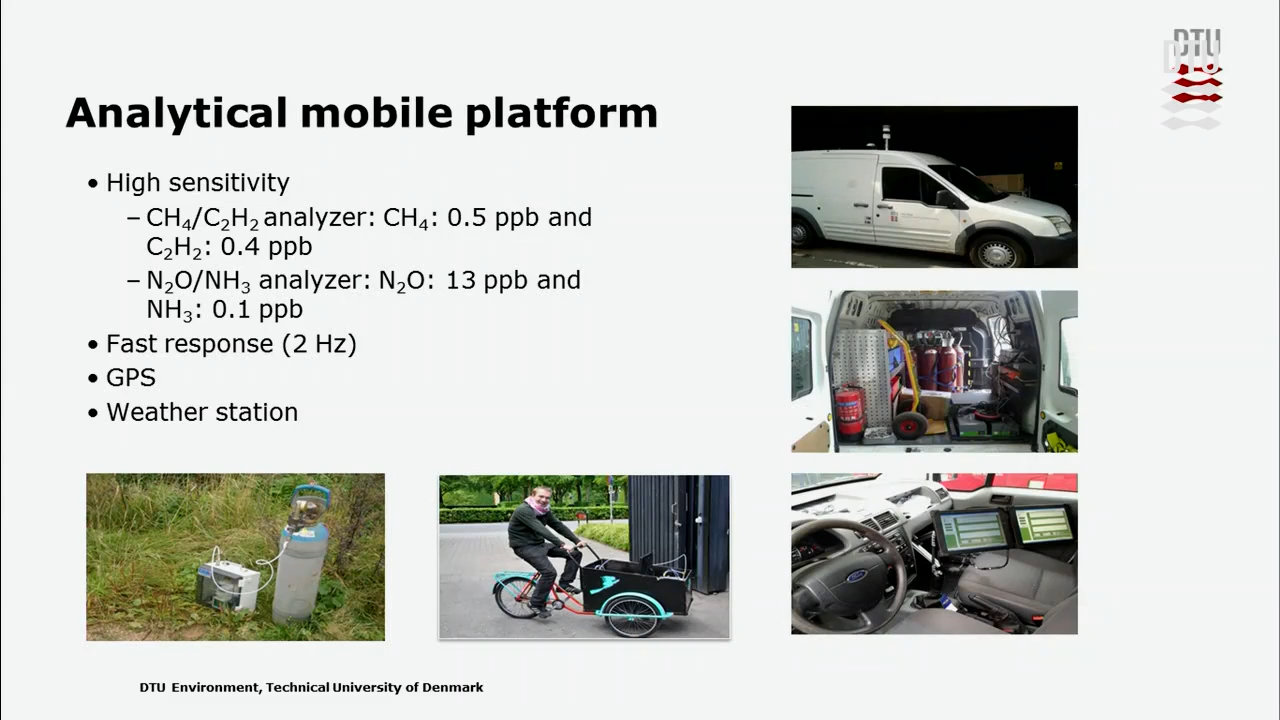 DTU
Analytical mobile platform
• High sensitivity
– CH₄/C₂H₂ analyzer: CH₄: 0.5 ppb and
C₂H₂: 0.4 ppb
– N₂O/NH₃ analyzer: N₂O: 13 ppb and
NH₃: 0.1 ppb
• Fast response (2 Hz)
• GPS
• Weather station
DTU Environment, Technical University of Denmark